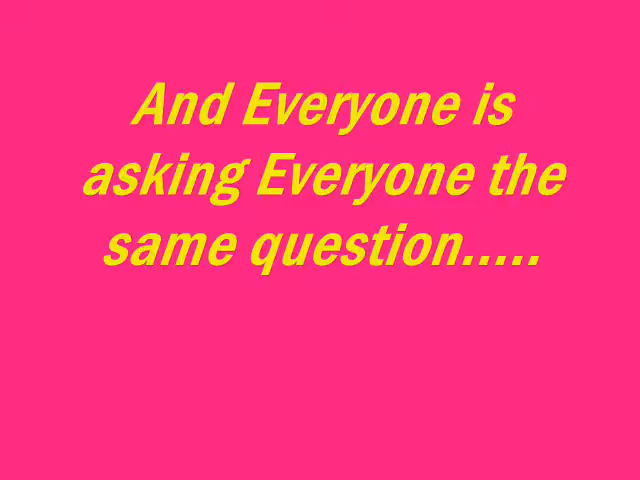 And Everyone is
asking Everyone the
same question.....